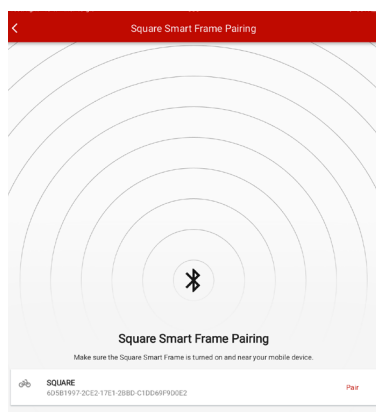 Square Smart Frame Pairing
Square Smart Frame Pairing
Make sure the Square Smart Frame is turned on and near your mobile device.
SQUARE
Pair
6D5B1997-2CE2-17E1-2BBD-C1DD69F9D0E2